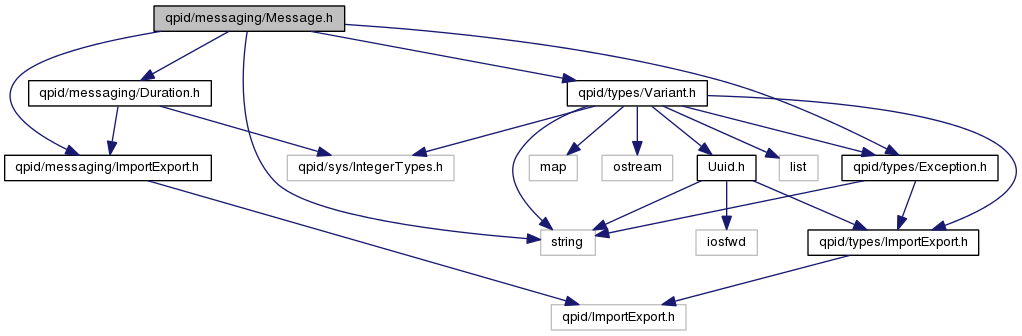 qpid/messaging/Message.h
qpid/messaging/Duration.h
qpid/types/Variant.h
qpid/messaging/ImportExport.h
qpid/sys/IntegerTypes.h
map
ostream
Uuid.h
list
qpid/types/Exception.h
string
iosfwd
qpid/types/ImportExport.h
qpid/ImportExport.h